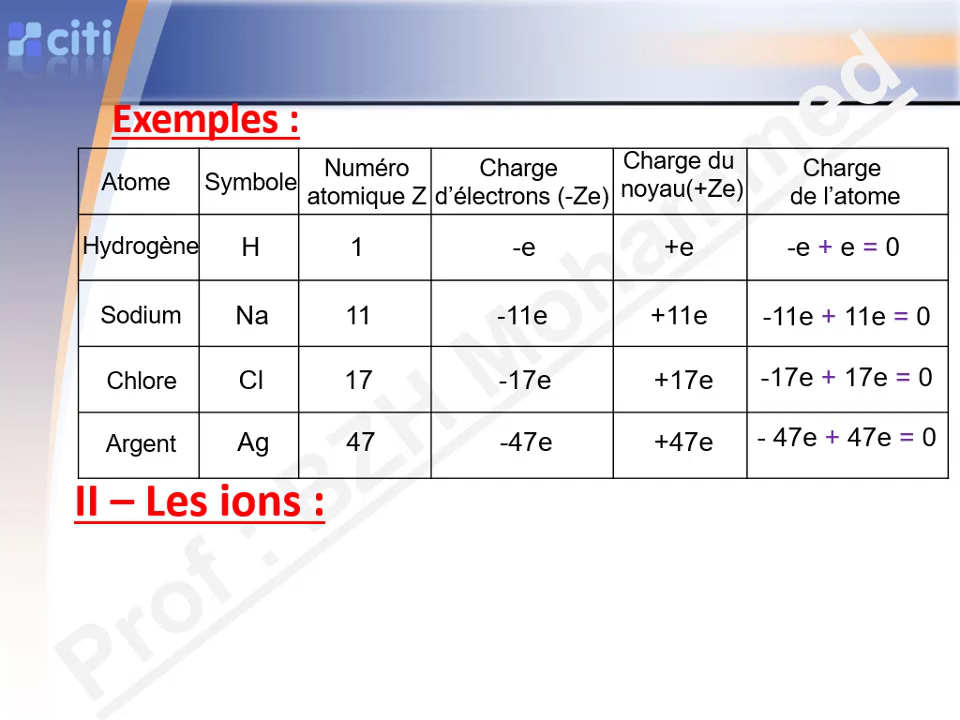 citi
Exemples :
Atome Symbole Numéro atomique Z Charge d’électrons (-Ze) Charge du noyau(+Ze) Charge de l’atome
Hydrogène H 1 -e +e -e + e = 0
Sodium Na 11 -11e +11e -11e + 11e = 0
Chlore Cl 17 -17e +17e -17e + 17e = 0
Argent Ag 47 -47e +47e - 47e + 47e = 0
II – Les ions :
Prof : BZH Mohammed